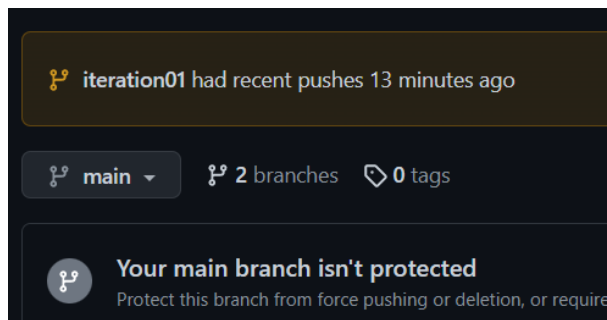 iteration01 had recent pushes 13 minutes ago
main 2 branches 0 tags
Your main branch isn't protected
Protect this branch from force pushing or deletion, or require